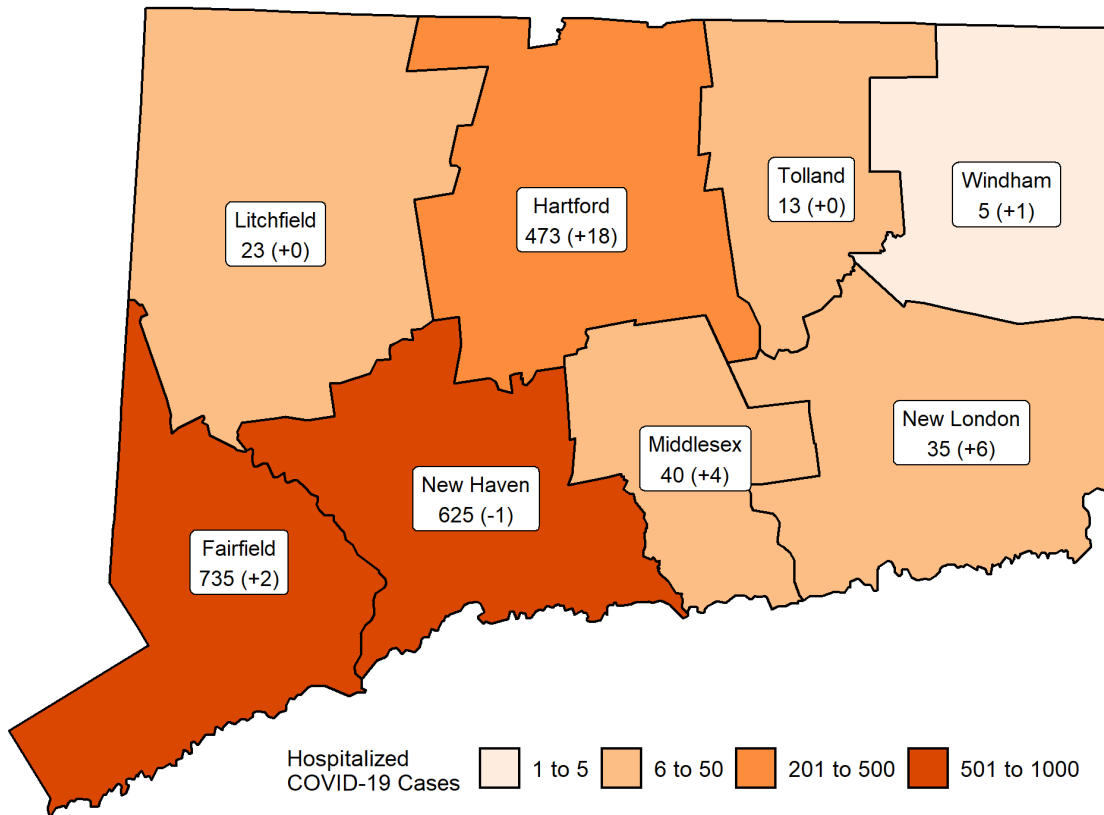 Tolland
13 (+0)
Windham
5 (+1)
Hartford
473 (+18)
Litchfield
23 (+0)
New London
35 (+6)
Middlesex
40 (+4)
New Haven
625 (-1)
Fairfield
735 (+2)
Hospitalized
COVID-19 Cases
1 to 5
6 to 50
201 to 500
501 to 1000